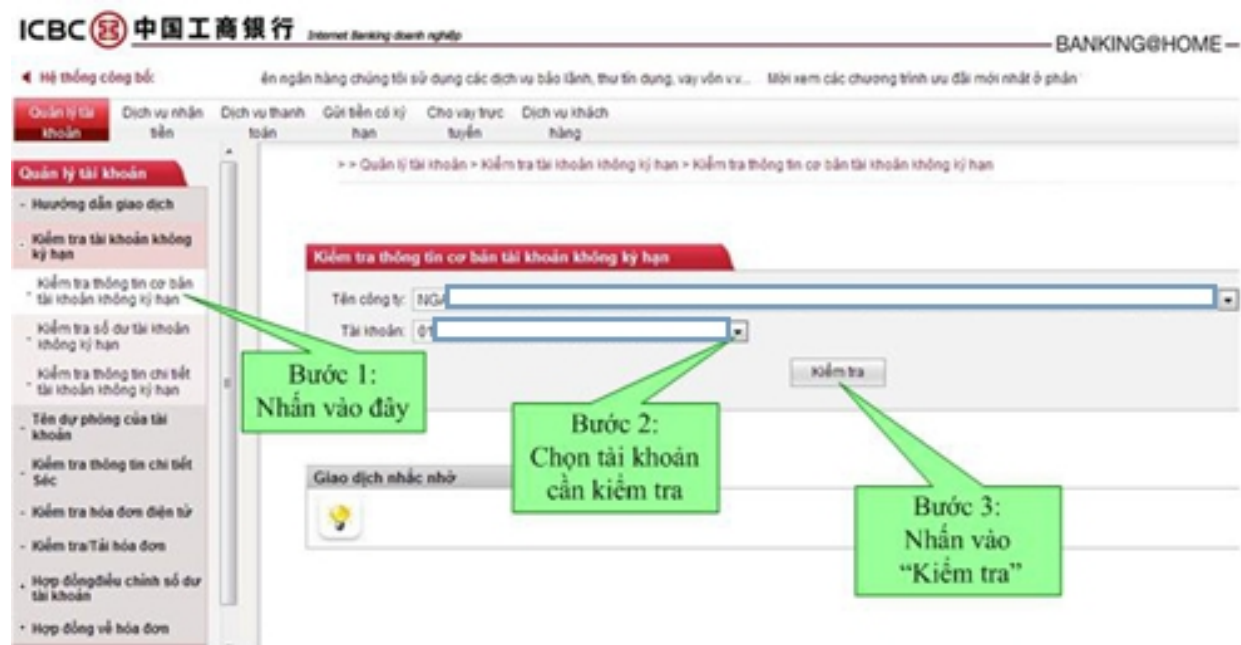 ICBC 中国工商银行 Internet Banking doanh nghiệp
BANKING@HOME
Hệ thống công bố: ên ngân hàng chúng tôi sử dụng các dịch vụ bảo lãnh, thư tín dụng, vay vốn v.v... Mời xem các chương trình ưu đãi mới nhất ở phần
Quản lý tài khoản
Dịch vụ nhận tiền
Dịch vụ thanh toán
Gửi tiền có kỳ hạn
Cho vay trực tuyến
Dịch vụ khách hàng
> > Quản lý tài khoản > Kiểm tra tài khoản không kỳ hạn > Kiểm tra thông tin cơ bản tài khoản không kỳ hạn
Quản lý tài khoản
- Huướng dẫn giao dịch
Kiểm tra tài khoản không
kỳ hạn
Kiểm tra thông tin cơ bản
tài khoản không kỳ hạn
Kiểm tra số dư tài khoản
không kỳ hạn
Kiểm tra thông tin chi tiết
tài khoản không kỳ hạn
Tên dự phòng của tài
khoản
Kiểm tra thông tin chi tiết
Séc
- Kiểm tra hóa đơn điện tử
- Kiểm tra/Tải hóa đơn
Hợp đồngđiều chỉnh số dư
tài khoản
Hợp đồng về hóa đơn
Kiểm tra thông tin cơ bản tài khoản không kỳ hạn
Tên công ty: NGA
Tài khoản: 01
Kiểm tra
Bước 1:
Nhấn vào đây
Bước 2:
Chọn tài khoản
cần kiểm tra
Giao dịch nhắc nhở
Bước 3:
Nhấn vào
“Kiểm tra”